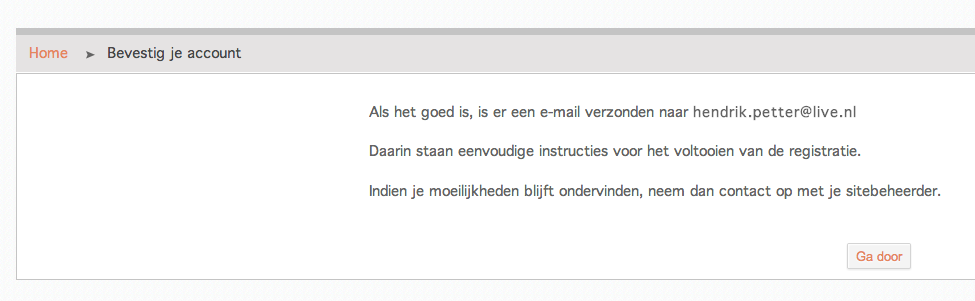 Home ➤ Bevestig je account
Als het goed is, is er een e-mail verzonden naar hendrik.petter@live.nl
Daarin staan eenvoudige instructies voor het voltooien van de registratie.
Indien je moeilijkheden blijft ondervinden, neem dan contact op met je sitebeheerder.
Ga door